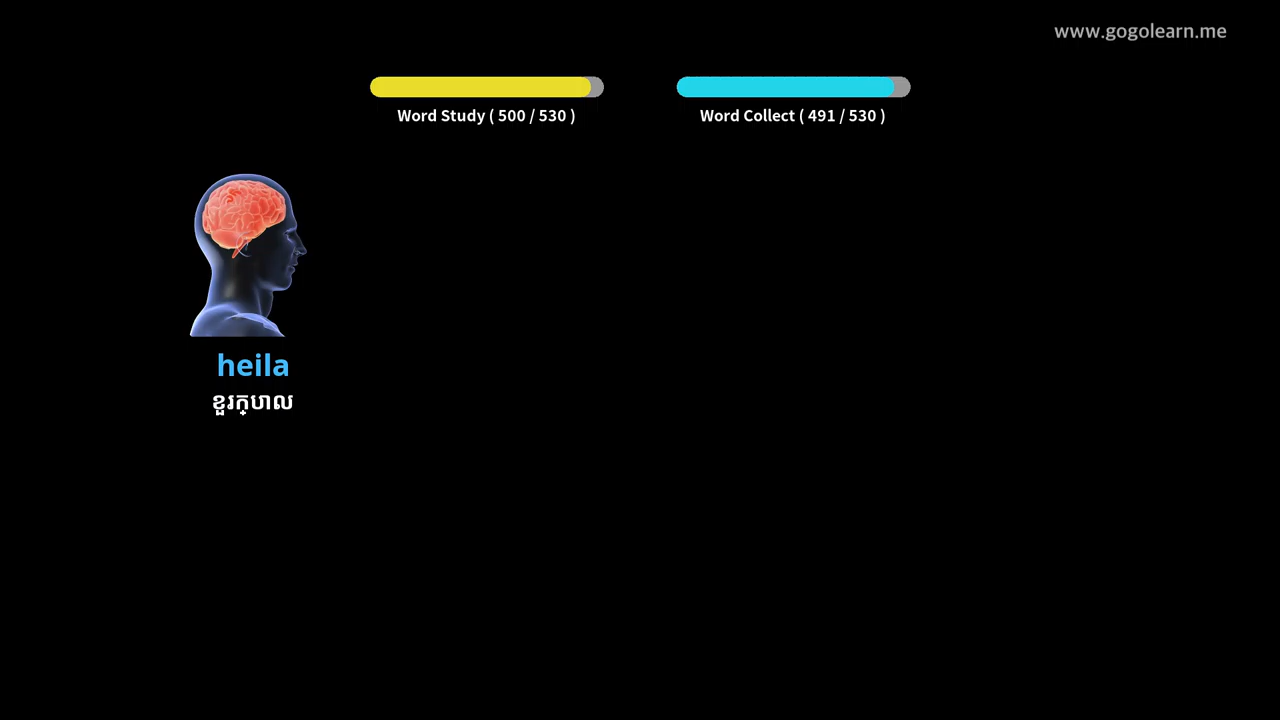 www.gogolearn.me
Word Study ( 500 / 530 )
Word Collect ( 491 / 530 )
heila
ខួរក្បាល